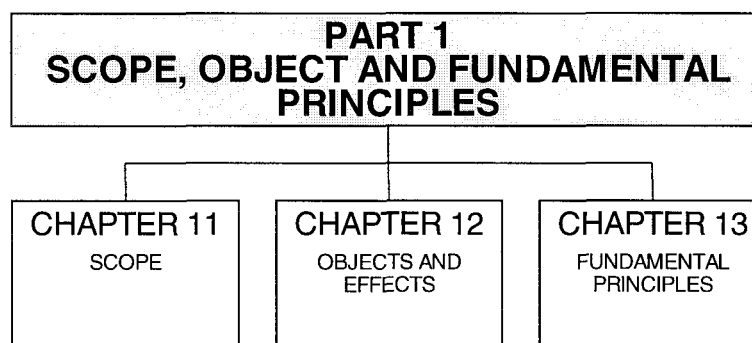 PART 1
SCOPE, OBJECT AND FUNDAMENTAL
PRINCIPLES
CHAPTER 11
SCOPE
CHAPTER 12
OBJECTS AND
EFFECTS
CHAPTER 13
FUNDAMENTAL
PRINCIPLES